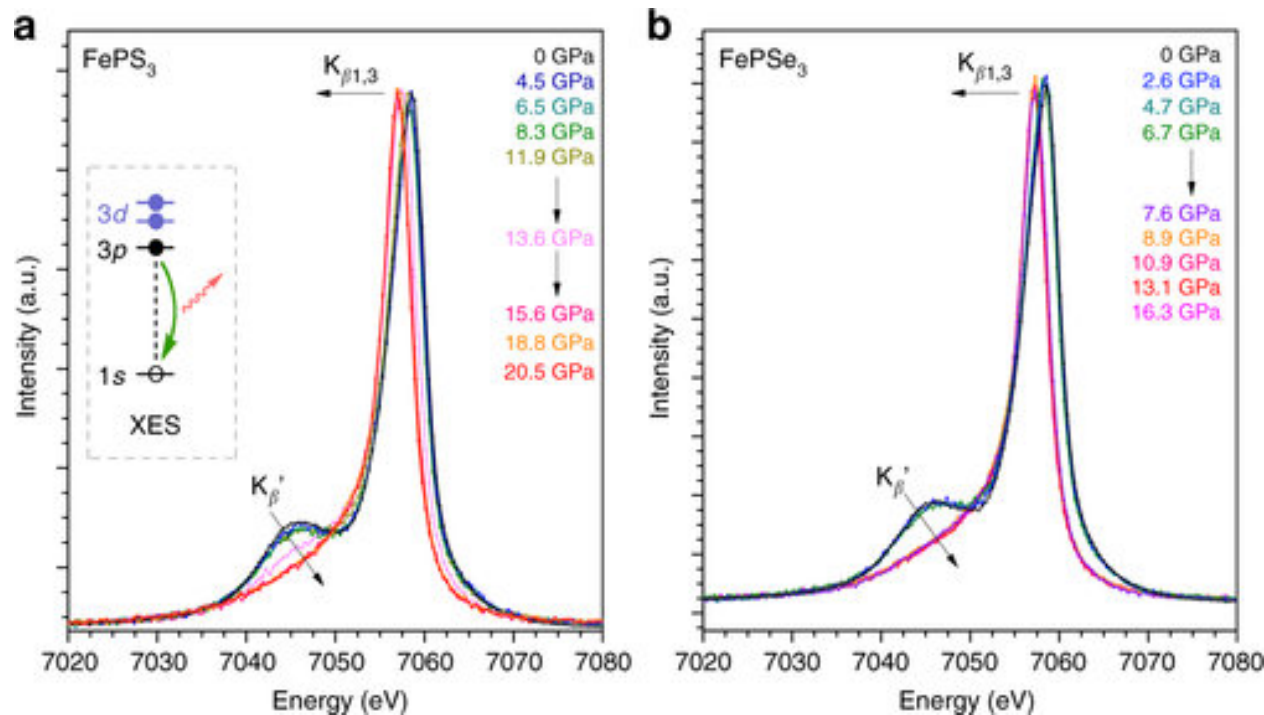 a
FePS3
Kβ1,3
0 GPa
4.5 GPa
6.5 GPa
8.3 GPa
11.9 GPa
13.6 GPa
15.6 GPa
18.8 GPa
20.5 GPa
3d
3p
1s
XES
Kβ'
Intensity (a.u.)
7020 7030 7040 7050 7060 7070 7080
Energy (eV)
b
FePSe3
Kβ1,3
0 GPa
2.6 GPa
4.7 GPa
6.7 GPa
7.6 GPa
8.9 GPa
10.9 GPa
13.1 GPa
16.3 GPa
Kβ'
Intensity (a.u.)
7020 7030 7040 7050 7060 7070 7080
Energy (eV)